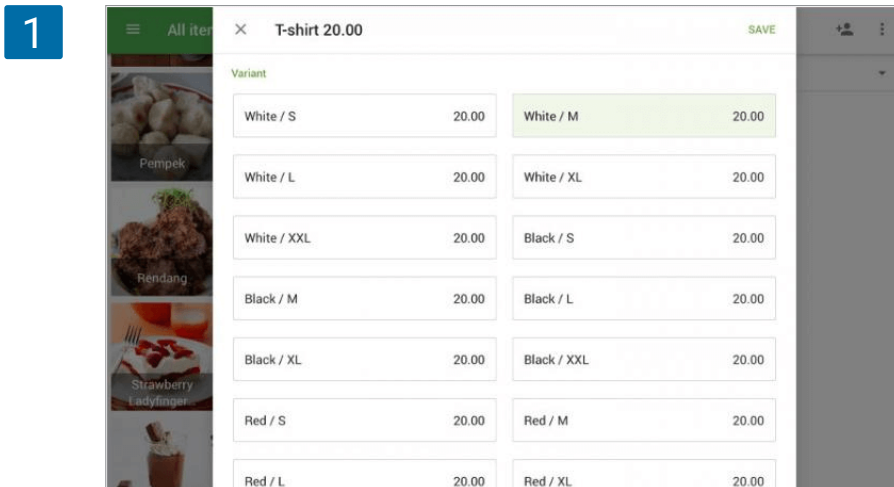 1
All iter
T-shirt 20.00
SAVE
Variant
White / S 20.00
White / M 20.00
White / L 20.00
White / XL 20.00
White / XXL 20.00
Black / S 20.00
Black / M 20.00
Black / L 20.00
Black / XL 20.00
Black / XXL 20.00
Red / S 20.00
Red / M 20.00
Red / L 20.00
Red / XL 20.00
Pempek
Rendang
Strawberry
Ladyfinger...